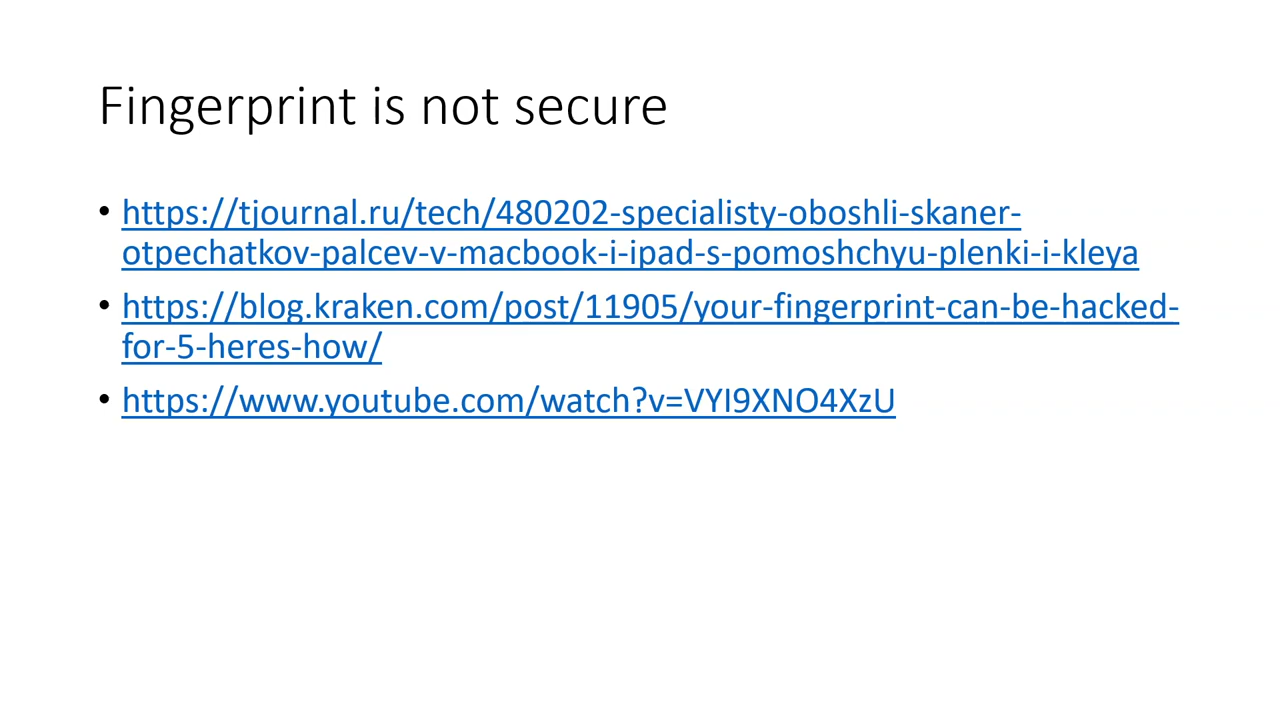 Fingerprint is not secure
• https://tjournal.ru/tech/480202-specialisty-oboshli-skaner-
otpechatkov-palcev-v-macbook-i-ipad-s-pomoshchyu-plenki-i-kleya
• https://blog.kraken.com/post/11905/your-fingerprint-can-be-hacked-
for-5-heres-how/
• https://www.youtube.com/watch?v=VYI9XNO4XzU